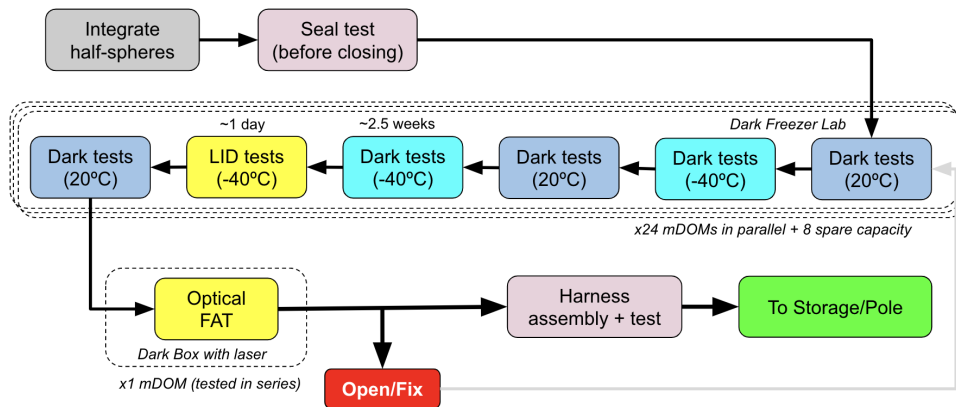 Integrate
half-spheres
Seal test
(before closing)
~1 day
~2.5 weeks
Dark Freezer Lab
Dark tests
(20ºC)
LID tests
(-40ºC)
Dark tests
(-40ºC)
Dark tests
(20ºC)
Dark tests
(-40ºC)
Dark tests
(20ºC)
x24 mDOMs in parallel + 8 spare capacity
Optical
FAT
Dark Box with laser
x1 mDOM (tested in series)
Harness
assembly + test
To Storage/Pole
Open/Fix